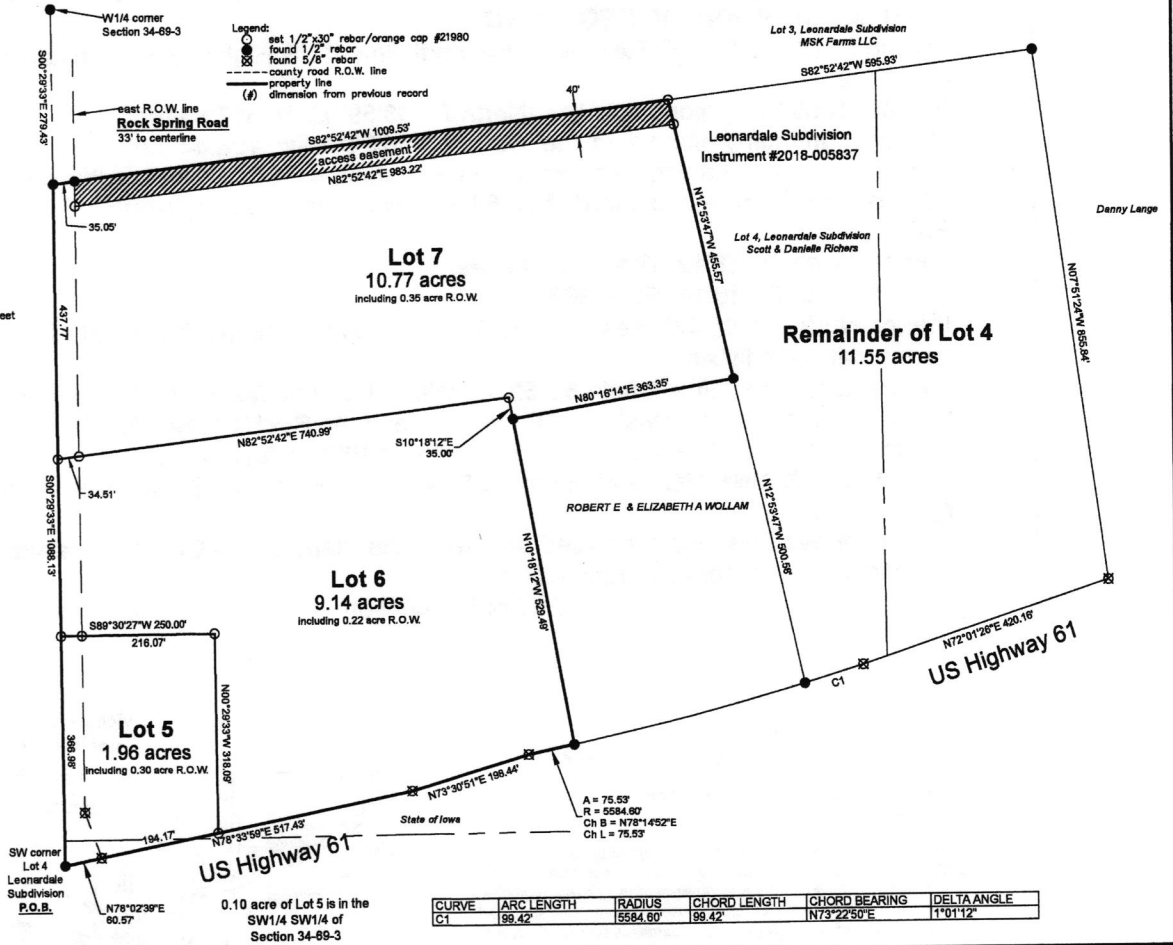 W1/4 corner
Section 34-69-3
Legend:
set 1/2"x30" rebar/orange cap #21980
found 1/2" rebar
found 5/8" rebar
county road R.O.W. line
property line
(#) dimension from previous record
Lot 3, Leonardale Subdivision
MSK Farms LLC
S82°52'42"W 595.93'
S00°29'33"E 279.43'
east R.O.W. line
Rock Spring Road
33' to centerline
40'
S82°52'42"W 1009.53'
access easement
N82°52'42"E 983.22'
Leonardale Subdivision
Instrument #2018-005837
35.05'
Danny Lange
Lot 4, Leonardale Subdivision
Scott & Danielle Richers
N12°53'47"W 455.57'
Lot 7
10.77 acres
including 0.35 acre R.O.W.
eet
437.77'
N07°51'24"W 855.84'
Remainder of Lot 4
11.55 acres
N80°16'14"E 363.35'
N82°52'42"E 740.99'
S10°18'12"E
35.00'
34.51'
S00°29'33"E 1088.13'
ROBERT E & ELIZABETH A WOLLAM
N12°53'47"W 500.56'
N10°18'12"W 529.49'
Lot 6
9.14 acres
including 0.22 acre R.O.W.
S89°30'27"W 250.00'
216.07'
N72°01'26"E 420.16'
US Highway 61
C1
N00°29'33"W 318.09'
366.98'
Lot 5
1.96 acres
including 0.30 acre R.O.W.
N73°30'51"E 198.44'
A = 75.53'
R = 5584.60'
Ch B = N78°14'52"E
Ch L = 75.53'
State of Iowa
194.17'
N78°33'59"E 517.43'
US Highway 61
SW corner
Lot 4
Leonardale
Subdivision
P.O.B.
N78°02'39"E
60.57'
0.10 acre of Lot 5 is in the
SW1/4 SW1/4 of
Section 34-69-3
CURVE ARC LENGTH RADIUS CHORD LENGTH CHORD BEARING DELTA ANGLE
C1 99.42' 5584.60' 99.42' N73°22'50"E 1°01'12"